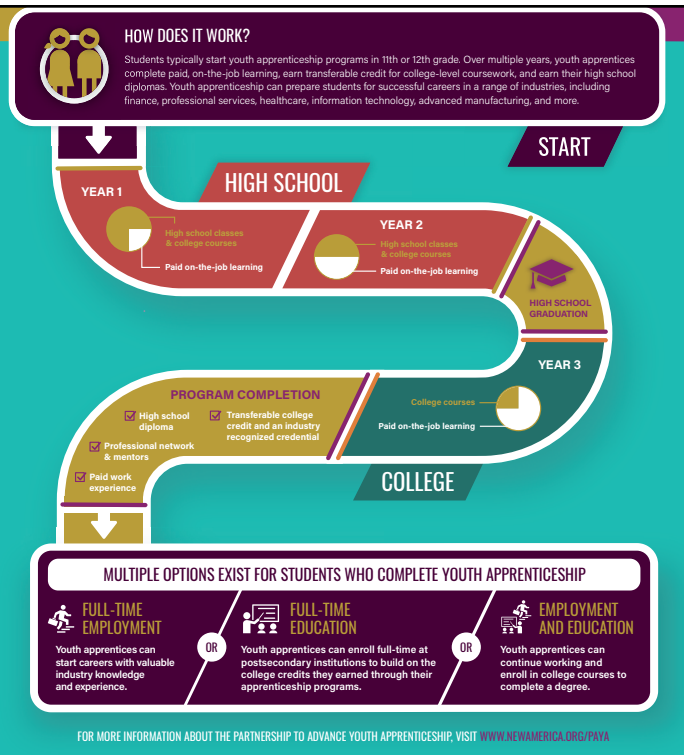 HOW DOES IT WORK?
Students typically start youth apprenticeship programs in 11th or 12th grade. Over multiple years, youth apprentices
complete paid, on-the-job learning, earn transferable credit for college-level coursework, and earn their high school
diplomas. Youth apprenticeship can prepare students for successful careers in a range of industries, including
finance, professional services, healthcare, information technology, advanced manufacturing, and more.
START
HIGH SCHOOL
YEAR 1
High school classes
& college courses
Paid on-the-job learning
YEAR 2
High school classes
& college courses
Paid on-the-job learning
HIGH SCHOOL
GRADUATION
YEAR 3
College courses
Paid on-the-job learning
COLLEGE
PROGRAM COMPLETION
High school
diploma
Transferable college
credit and an industry
recognized credential
Professional network
& mentors
Paid work
experience
MULTIPLE OPTIONS EXIST FOR STUDENTS WHO COMPLETE YOUTH APPRENTICESHIP
FULL-TIME
EMPLOYMENT
Youth apprentices can
start careers with valuable
industry knowledge
and experience.
OR
FULL-TIME
EDUCATION
Youth apprentices can enroll full-time at
postsecondary institutions to build on the
college credits they earned through their
apprenticeship programs.
OR
EMPLOYMENT
AND EDUCATION
Youth apprentices can
continue working and
enroll in college courses to
complete a degree.
FOR MORE INFORMATION ABOUT THE PARTNERSHIP TO ADVANCE YOUTH APPRENTICESHIP, VISIT WWW.NEWAMERICA.ORG/PAYA